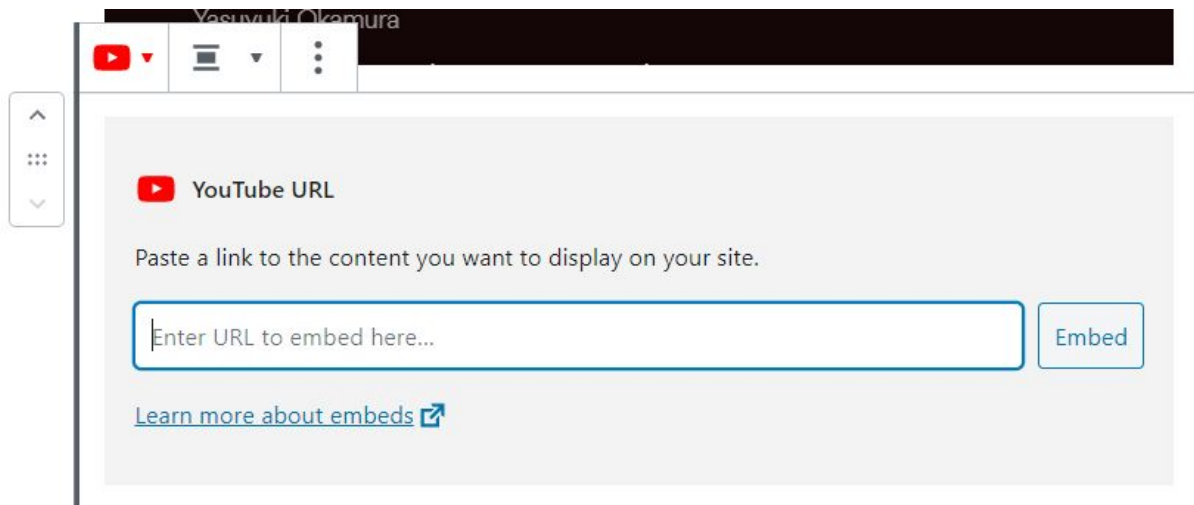 Yasuyuki Okamura
YouTube URL
Paste a link to the content you want to display on your site.
Enter URL to embed here...
Embed
Learn more about embeds